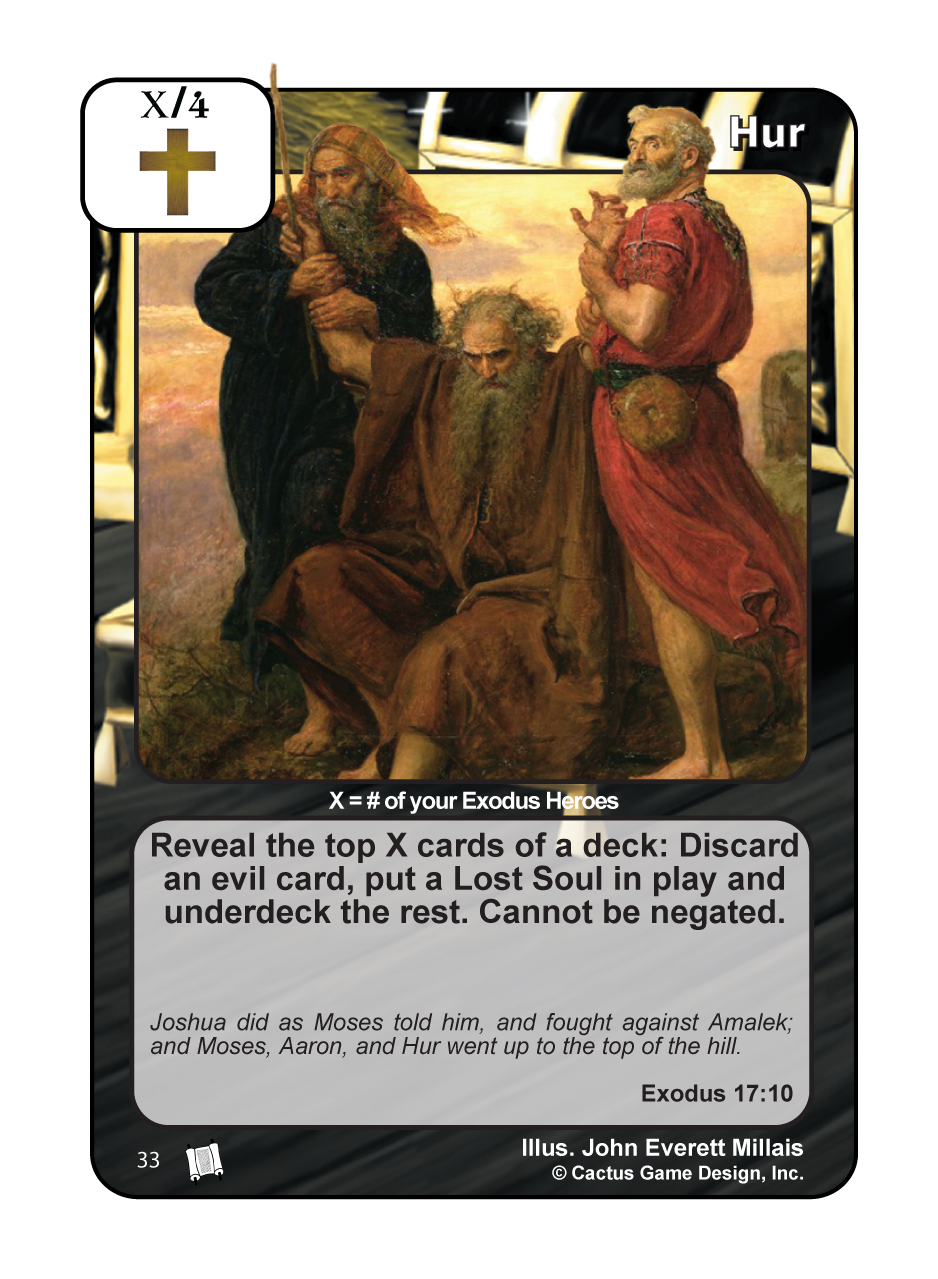 X/4
Hur
X = # of your Exodus Heroes
Reveal the top X cards of a deck: Discard
an evil card, put a Lost Soul in play and
underdeck the rest. Cannot be negated.
Joshua did as Moses told him, and fought against Amalek;
and Moses, Aaron, and Hur went up to the top of the hill.
Exodus 17:10
33
Illus. John Everett Millais
© Cactus Game Design, Inc.